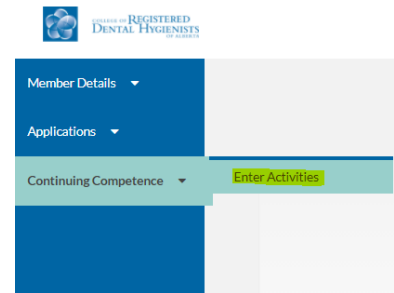 COLLEGE OF REGISTERED
DENTAL HYGIENISTS
OF ALBERTA
Member Details
Applications
Continuing Competence
Enter Activities